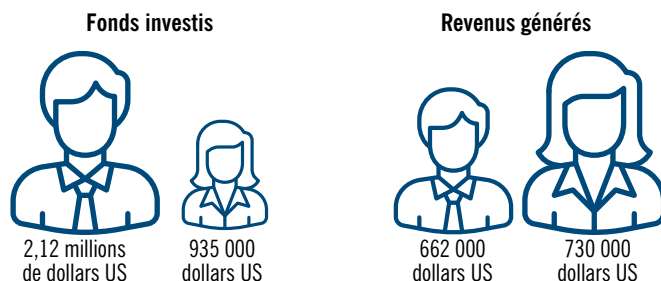 Fonds investis
2,12 millions
de dollars US
935 000
dollars US
Revenus générés
662 000
dollars US
730 000
dollars US